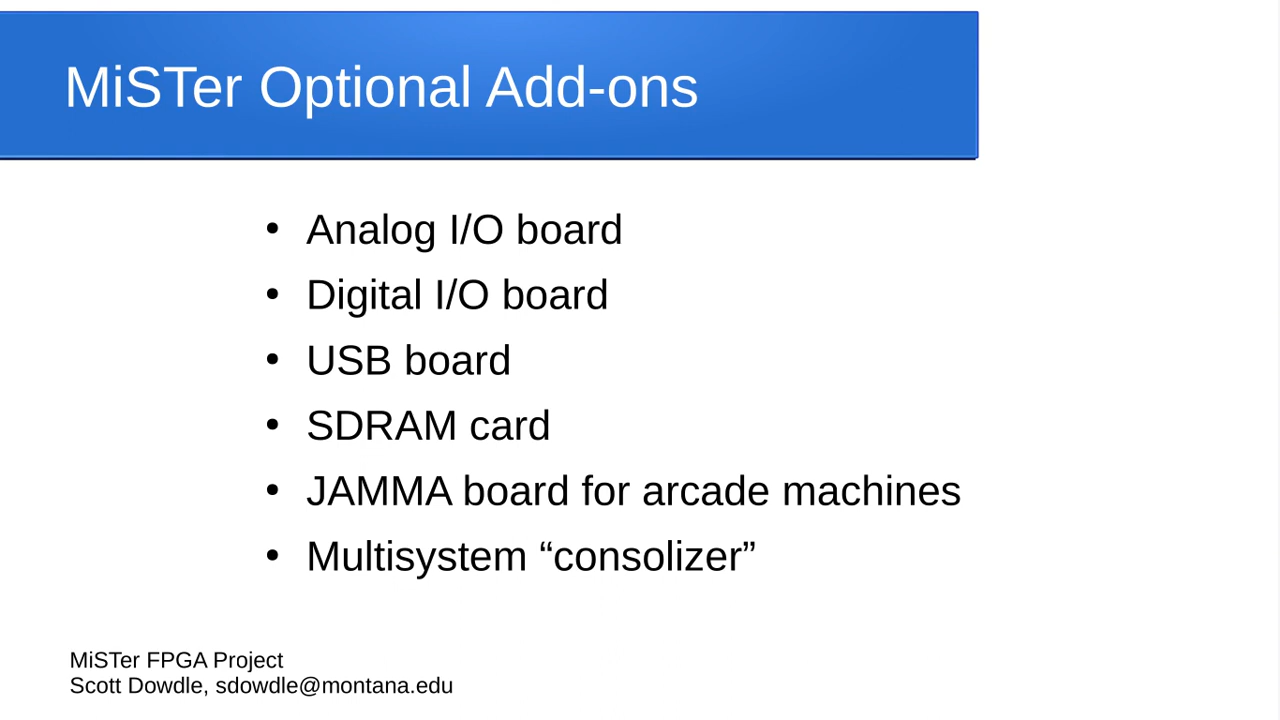 MiSTer Optional Add-ons
• Analog I/O board
• Digital I/O board
• USB board
• SDRAM card
• JAMMA board for arcade machines
• Multisystem “consolizer”
MiSTer FPGA Project
Scott Dowdle, sdowdle@montana.edu